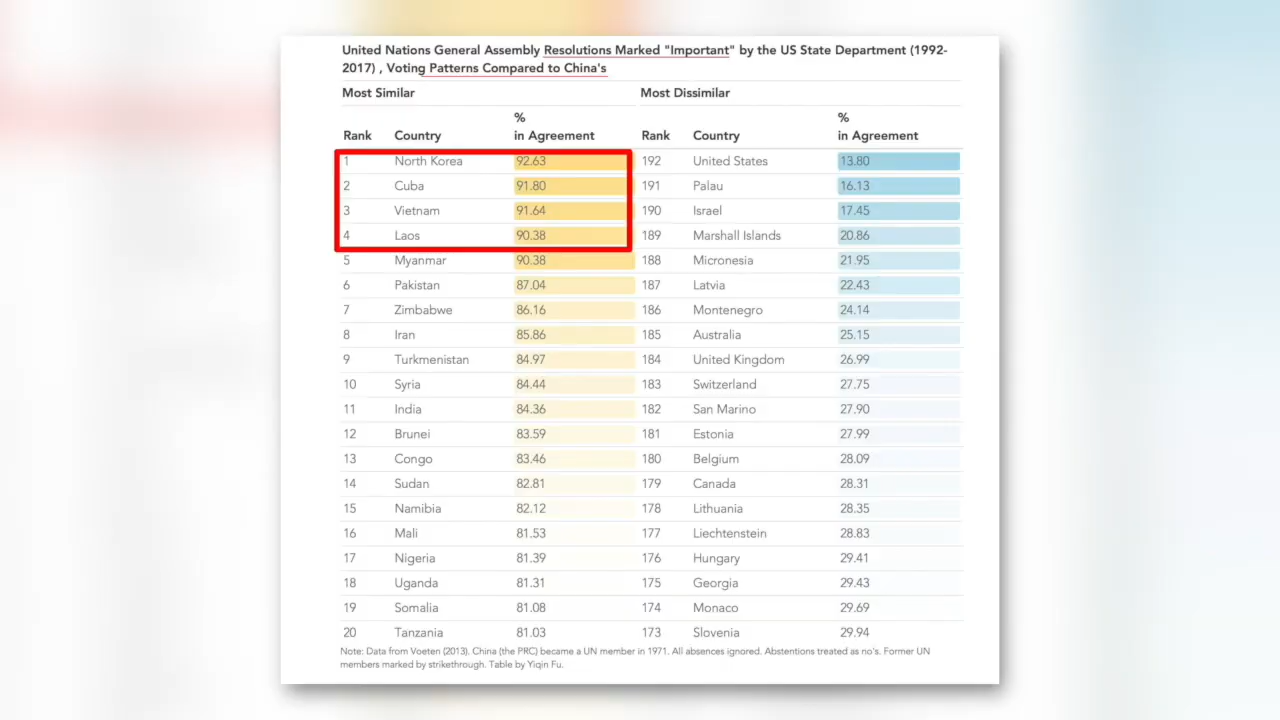 United Nations General Assembly Resolutions Marked "Important" by the US State Department (1992-
2017) , Voting Patterns Compared to China's
Most Similar Most Dissimilar
% %
Rank Country in Agreement Rank Country in Agreement
1 North Korea 92.63 192 United States 13.80
2 Cuba 91.80 191 Palau 16.13
3 Vietnam 91.64 190 Israel 17.45
4 Laos 90.38 189 Marshall Islands 20.86
5 Myanmar 90.38 188 Micronesia 21.95
6 Pakistan 87.04 187 Latvia 22.43
7 Zimbabwe 86.16 186 Montenegro 24.14
8 Iran 85.86 185 Australia 25.15
9 Turkmenistan 84.97 184 United Kingdom 26.99
10 Syria 84.44 183 Switzerland 27.75
11 India 84.36 182 San Marino 27.90
12 Brunei 83.59 181 Estonia 27.99
13 Congo 83.46 180 Belgium 28.09
14 Sudan 82.81 179 Canada 28.31
15 Namibia 82.12 178 Lithuania 28.35
16 Mali 81.53 177 Liechtenstein 28.83
17 Nigeria 81.39 176 Hungary 29.41
18 Uganda 81.31 175 Georgia 29.43
19 Somalia 81.08 174 Monaco 29.69
20 Tanzania 81.03 173 Slovenia 29.94
Note: Data from Voeten (2013). China (the PRC) became a UN member in 1971. All absences ignored. Abstentions treated as no's. Former UN
members marked by strikethrough. Table by Yiqin Fu.